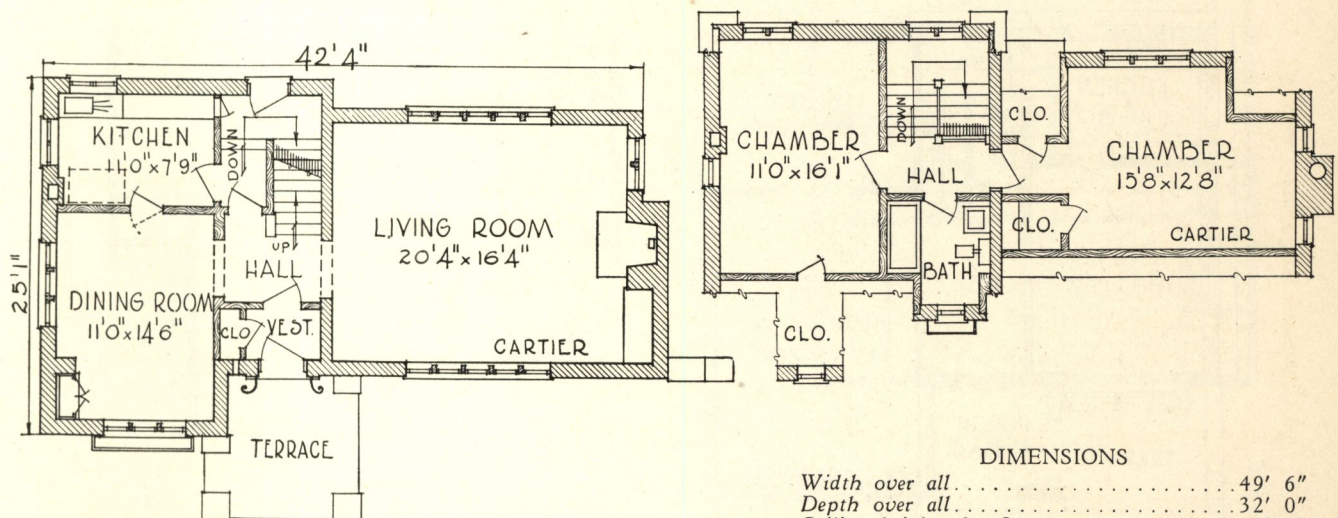 42'4"
25'1"
KITCHEN
11'0"x7'9"
DOWN
UP
HALL
LIVING ROOM
20'4"x16'4"
DINING ROOM
11'0"x14'6"
CLO
VEST.
CARTIER
TERRACE
CHAMBER
11'0"x16'1"
DOWN
HALL
CLO.
CHAMBER
15'8"x12'8"
CLO.
CARTIER
BATH
CLO.
DIMENSIONS
Width over all..........................49' 6"
Depth over all..........................32' 0"